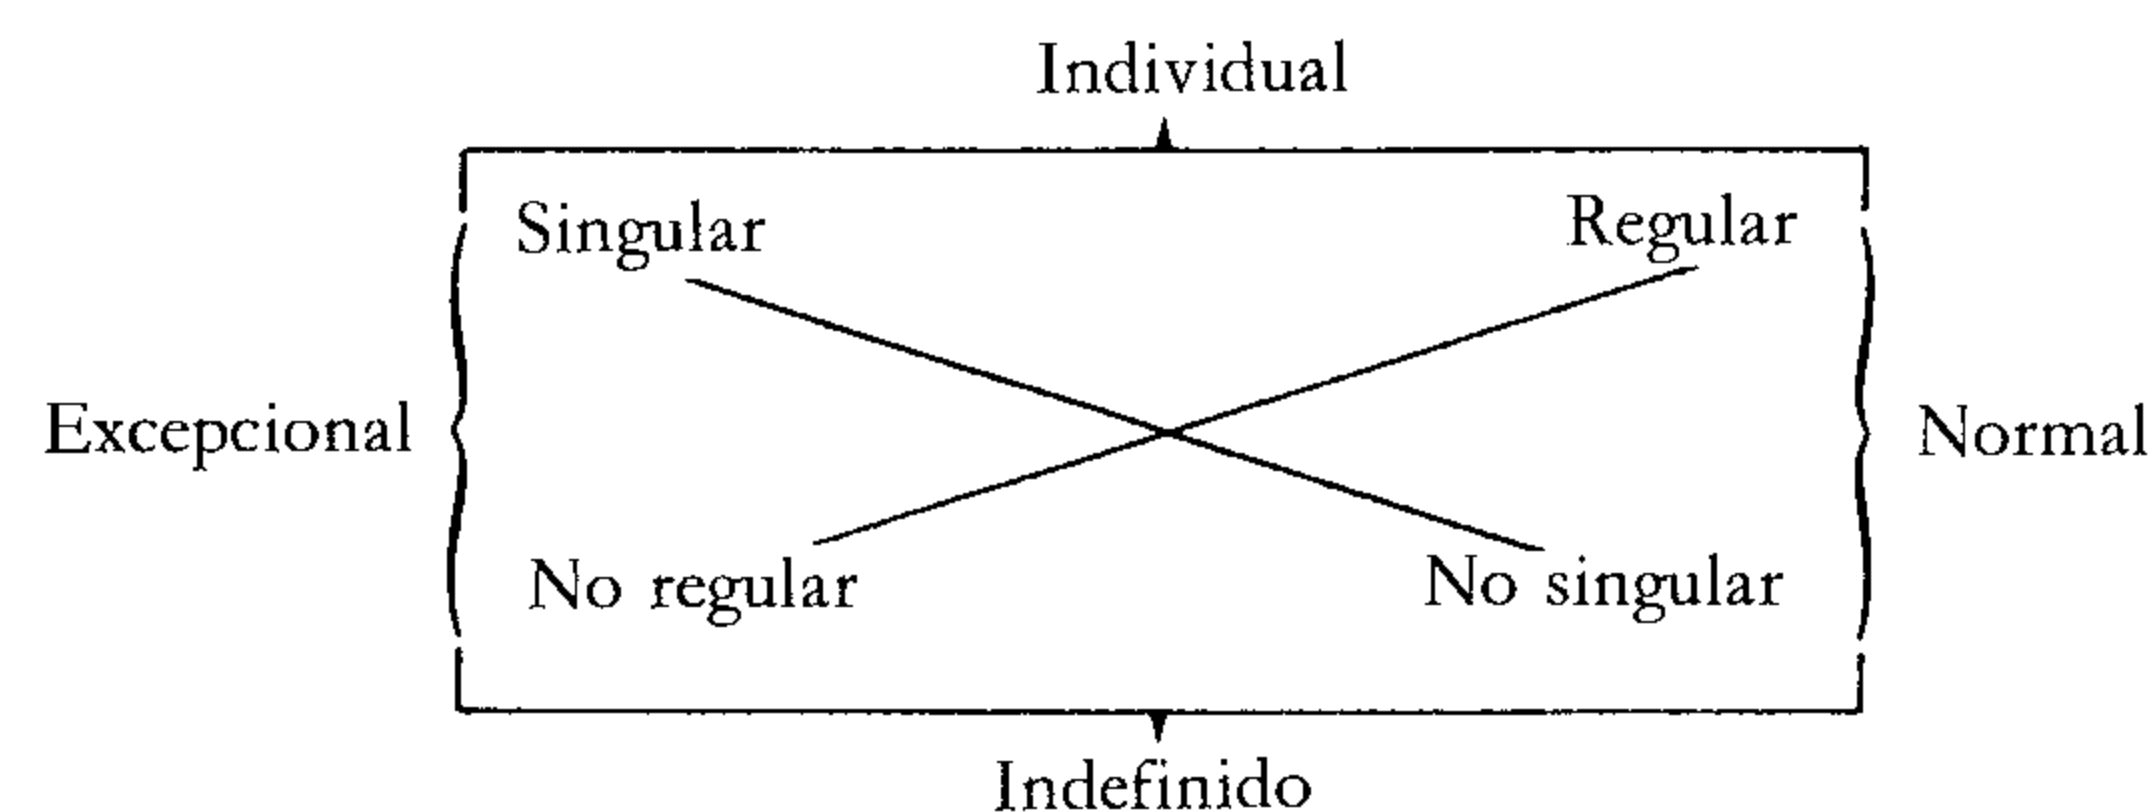 Individual
Singular Regular
Excepcional Normal
No regular No singular
Indefinido